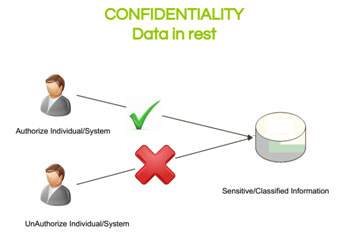 CONFIDENTIALITY
Data in rest
Authorize Individual/System
Sensitive/Classified Information
UnAuthorize Individual/System